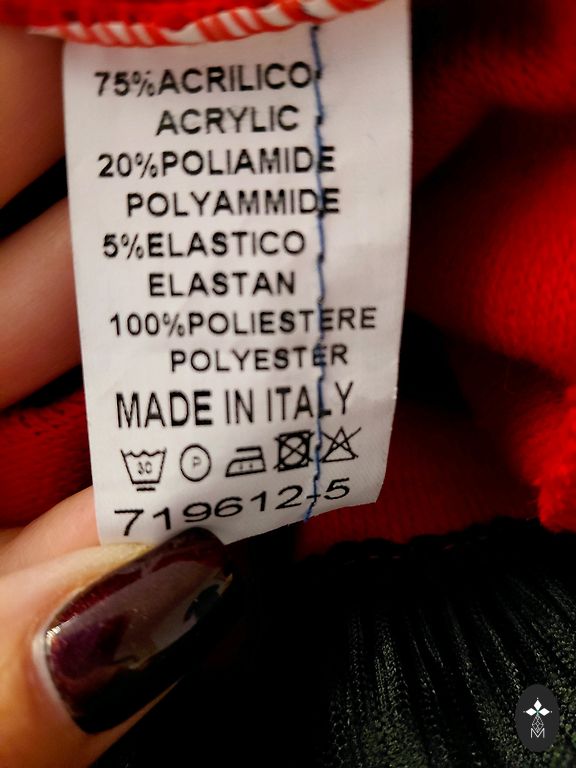 75%ACRILICO
ACRYLIC
20%POLIAMIDE
POLYAMMIDE
5%ELASTICO
ELASTAN
100%POLIESTERE
POLYESTER
MADE IN ITALY
30 P
719612-5
M